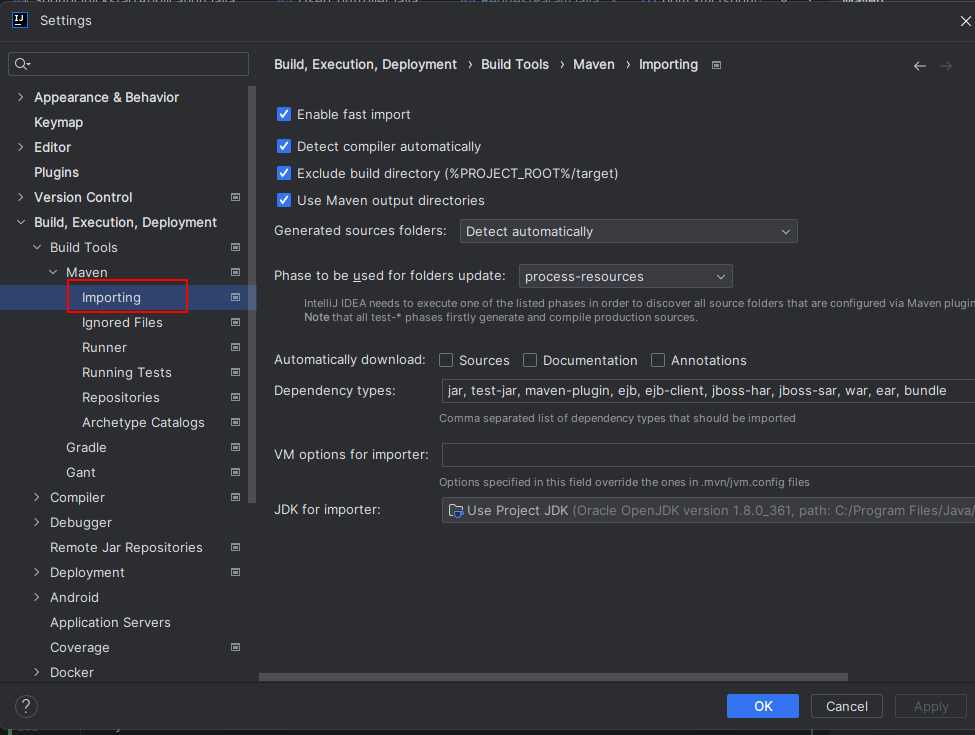 Settings
Build, Execution, Deployment › Build Tools › Maven › Importing
Appearance & Behavior
Keymap
Editor
Plugins
Version Control
Build, Execution, Deployment
Build Tools
Maven
Importing
Ignored Files
Runner
Running Tests
Repositories
Archetype Catalogs
Gradle
Gant
Compiler
Debugger
Remote Jar Repositories
Deployment
Android
Application Servers
Coverage
Docker
Enable fast import
Detect compiler automatically
Exclude build directory (%PROJECT_ROOT%/target)
Use Maven output directories
Generated sources folders: Detect automatically
Phase to be used for folders update: process-resources
IntelliJ IDEA needs to execute one of the listed phases in order to discover all source folders that are configured via Maven plugin
Note that all test-* phases firstly generate and compile production sources.
Automatically download: Sources Documentation Annotations
Dependency types: jar, test-jar, maven-plugin, ejb, ejb-client, jboss-har, jboss-sar, war, ear, bundle
Comma separated list of dependency types that should be imported
VM options for importer:
Options specified in this field override the ones in .mvn/jvm.config files
JDK for importer: Use Project JDK (Oracle OpenJDK version 1.8.0_361, path: C:/Program Files/Java/
? OK Cancel Apply